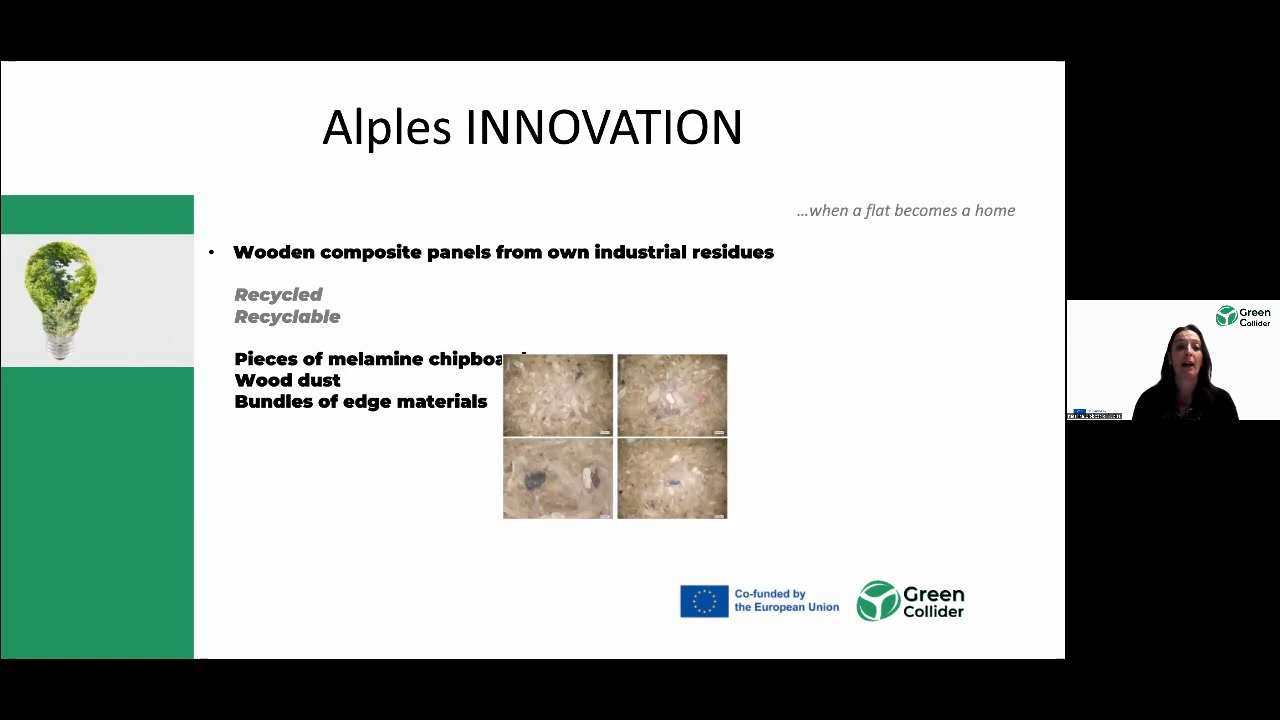 Alples INNOVATION
...when a flat becomes a home
• Wooden composite panels from own industrial residues
Recycled
Recyclable
Pieces of melamine
Wood dust
Bundles of edge materials
Co-funded by
the European Union
Green
Collider
Green
Collider